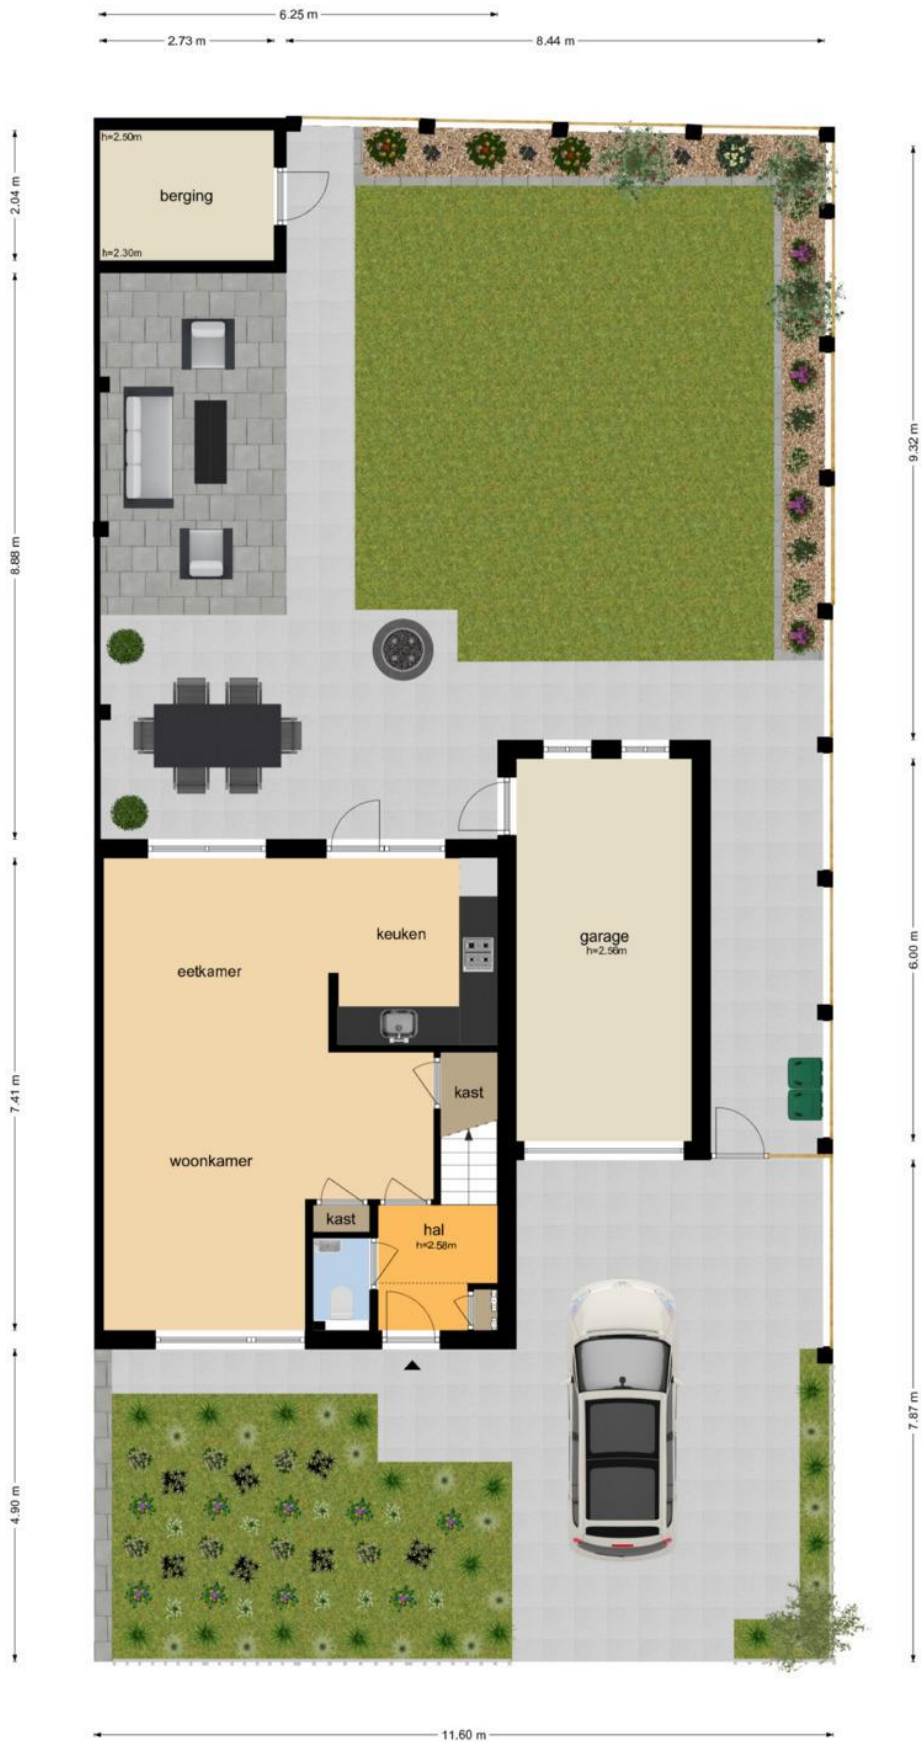 6.25 m
2.73 m
8.44 m
h=2.50m
berging
h=2.30m
2.04 m
9.32 m
8.88 m
keuken
eetkamer
garage
h=2.56m
6.00 m
7.41 m
kast
woonkamer
kast
hal
h=2.58m
7.87 m
4.90 m
11.60 m